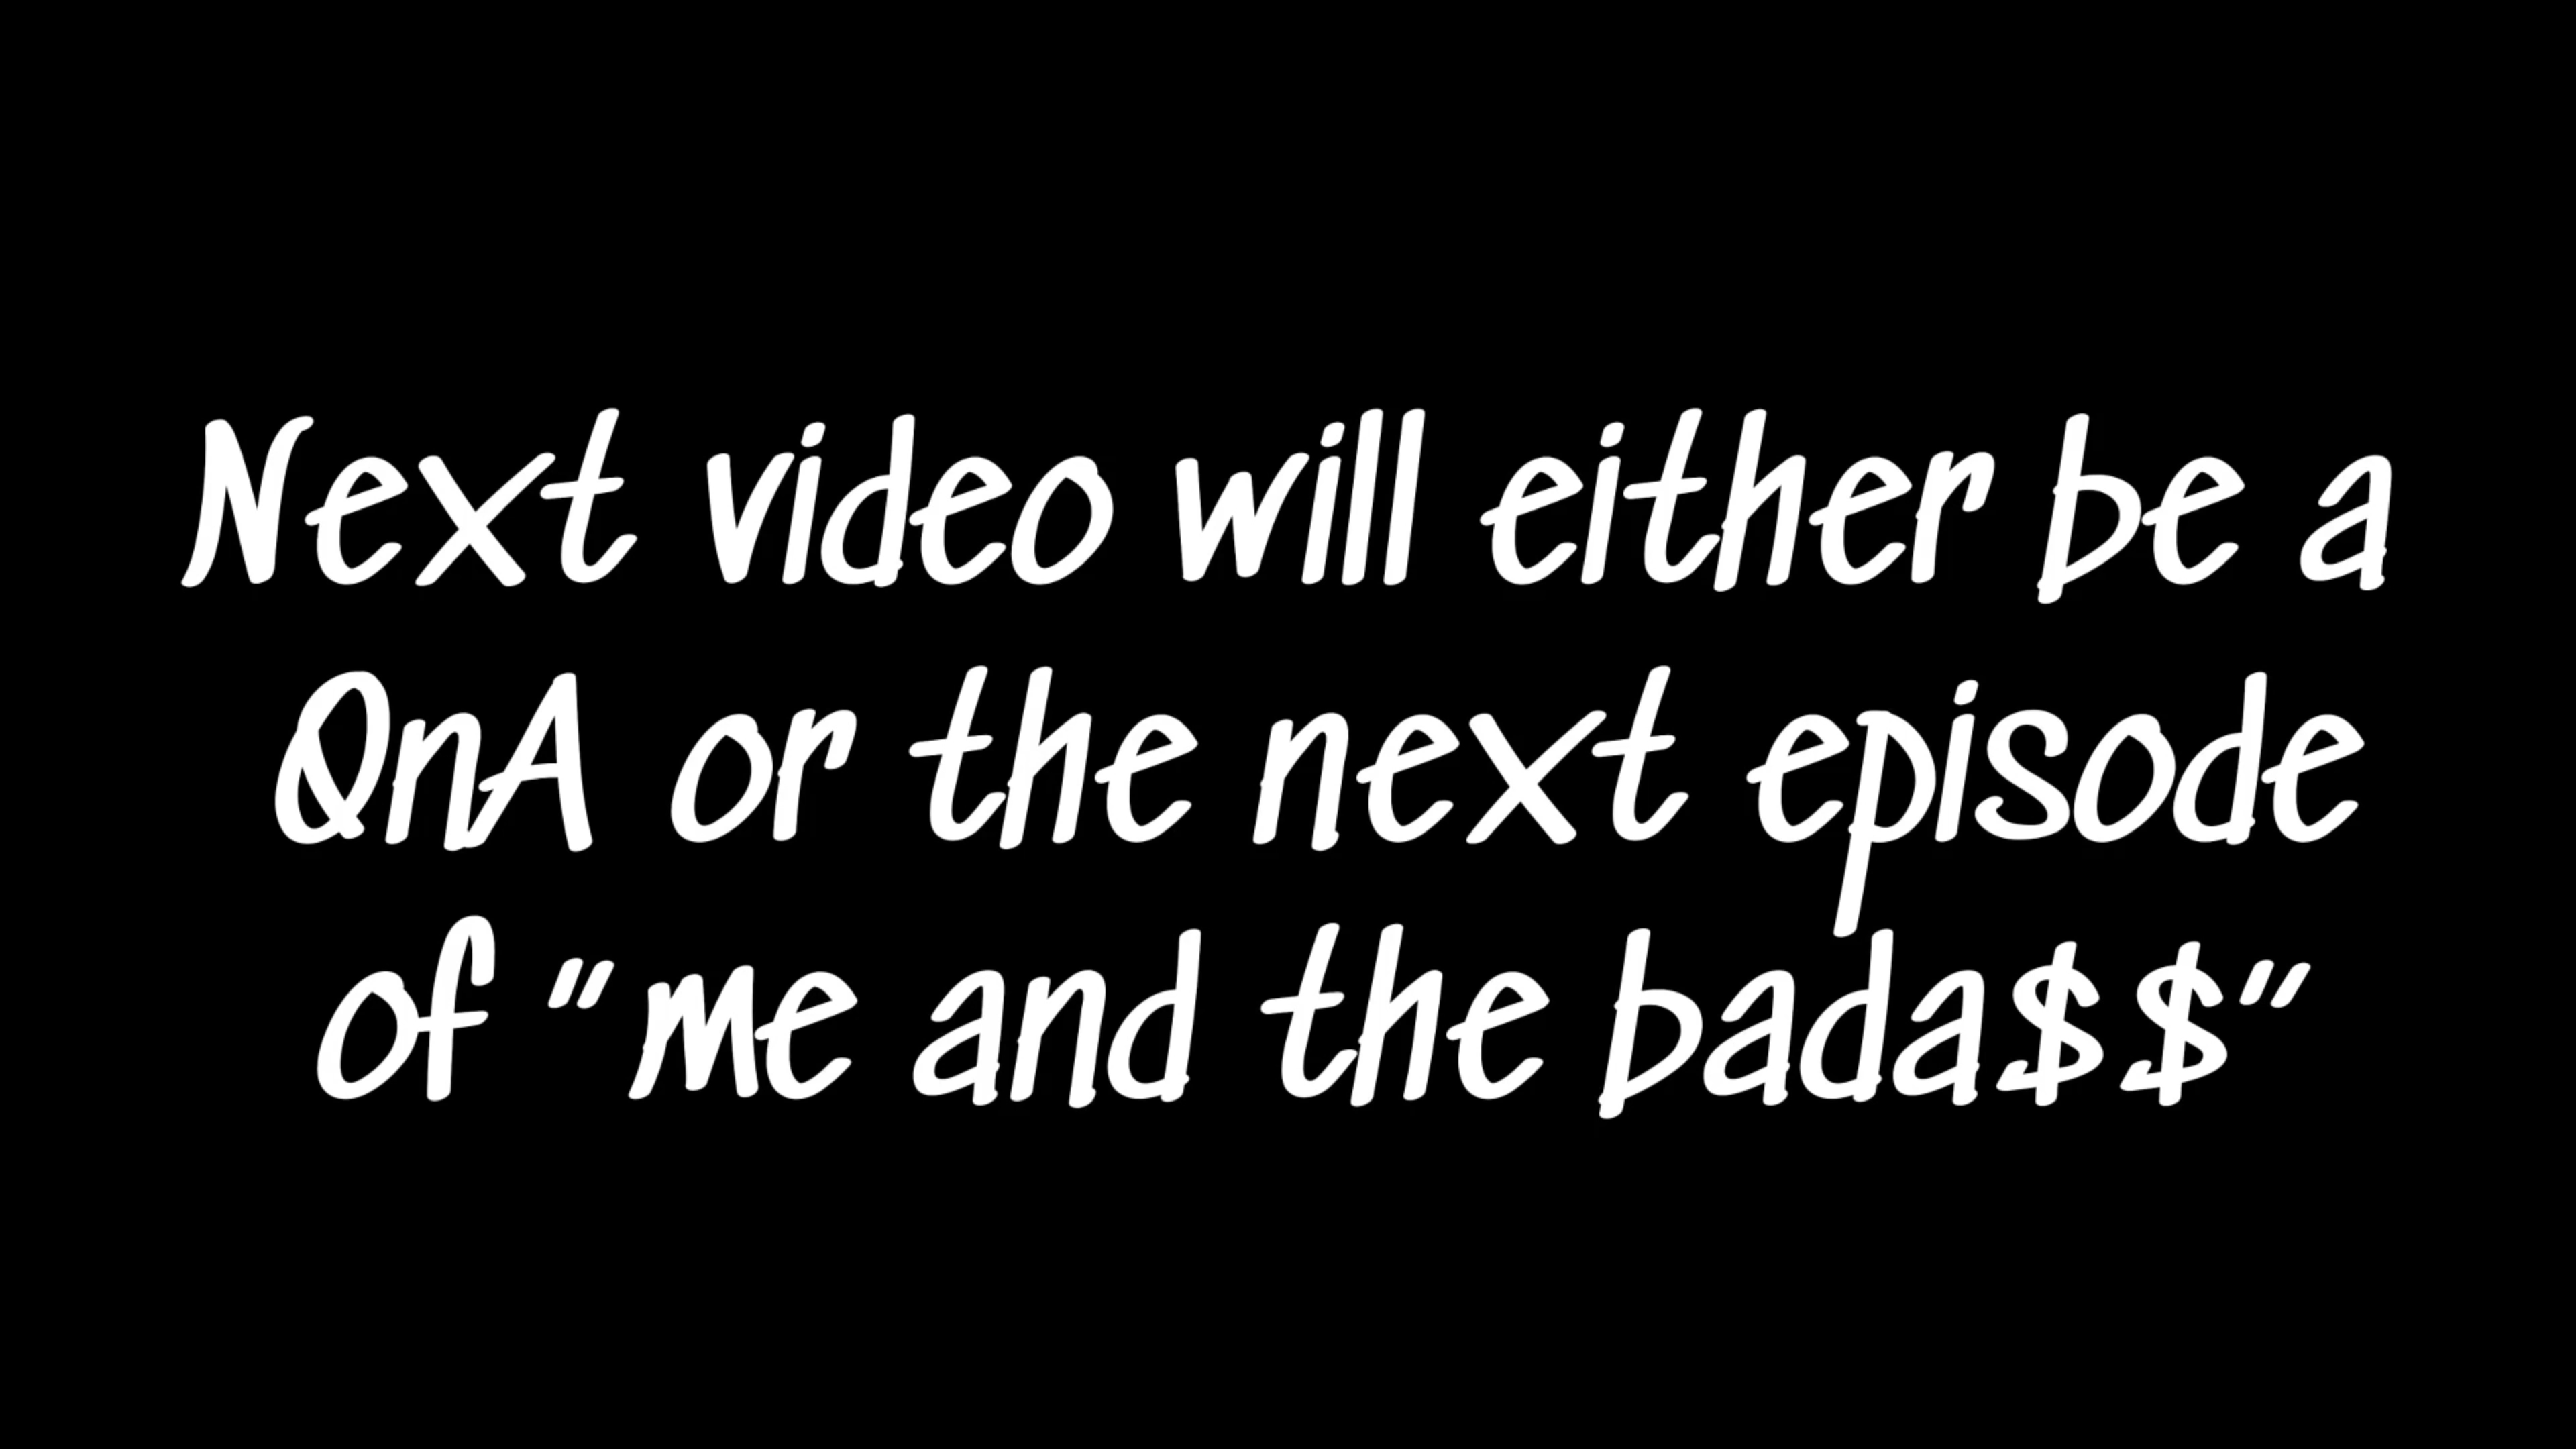 Next video will either be a
QnA or the next episode
of "me and the bada$$"